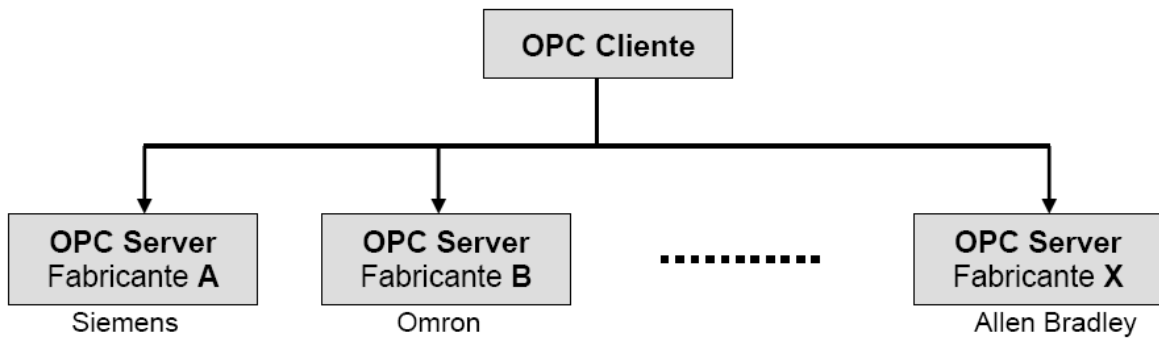 OPC Cliente
OPC Server
Fabricante A
Siemens
OPC Server
Fabricante B
Omron
OPC Server
Fabricante X
Allen Bradley